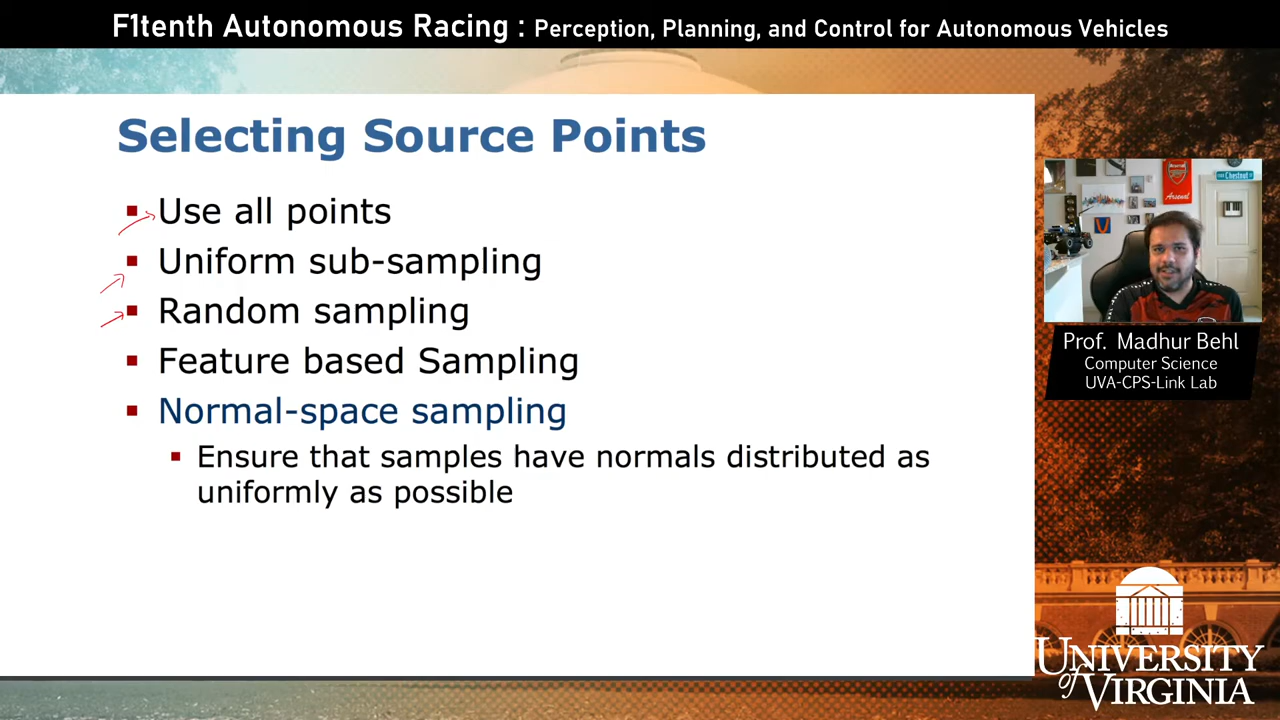 F1tenth Autonomous Racing : Perception, Planning, and Control for Autonomous Vehicles
Selecting Source Points
Use all points
Uniform sub-sampling
Random sampling
Feature based Sampling
Normal-space sampling
Ensure that samples have normals distributed as
uniformly as possible
Chestnut
Arsenal
Prof. Madhur Behl
Computer Science
UVA-CPS-Link Lab
UNIVERSITY
of VIRGINIA